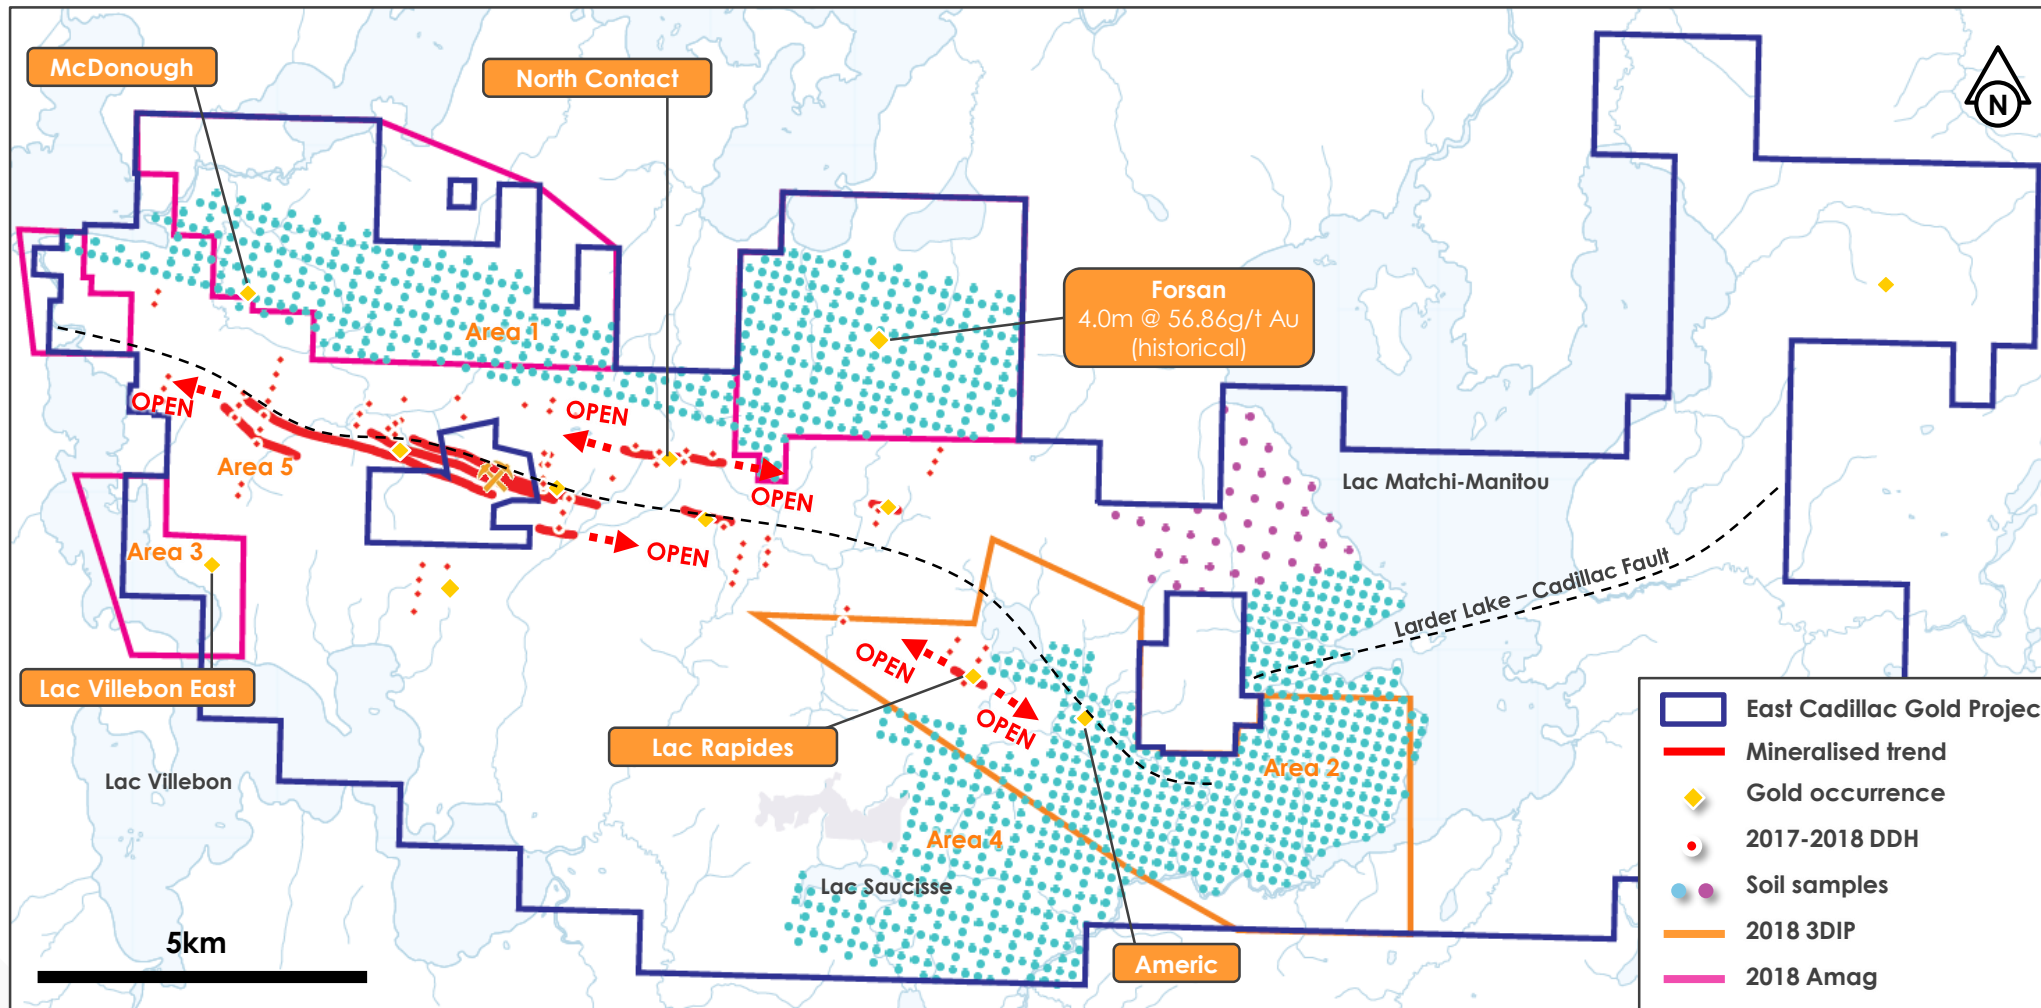 McDonough
North Contact
N
Forsan
4.0m @ 56.86g/t Au
(historical)
Area 1
OPEN
OPEN
Area 5
OPEN
Lac Matchi-Manitou
Area 3
OPEN
Larder Lake – Cadillac Fault
OPEN
Lac Villebon East
OPEN
Lac Rapides
Area 2
Lac Villebon
Area 4
Lac Saucisse
5km
Americ
East Cadillac Gold Projec
Mineralised trend
Gold occurrence
2017-2018 DDH
Soil samples
2018 3DIP
2018 Amag